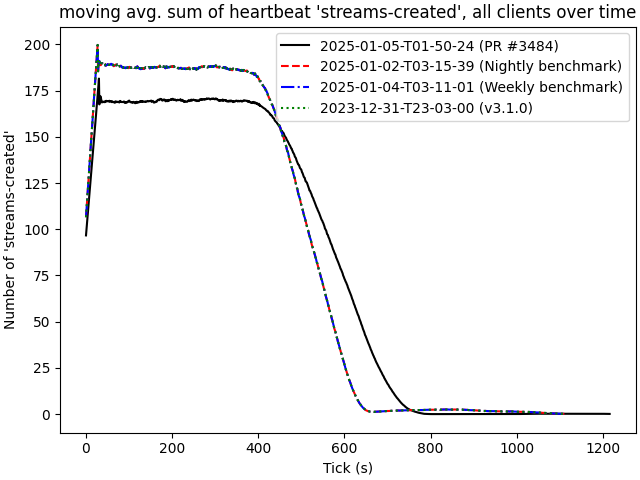 moving avg. sum of heartbeat 'streams-created', all clients over time
2025-01-05-T01-50-24 (PR #3484)
2025-01-02-T03-15-39 (Nightly benchmark)
2025-01-04-T03-11-01 (Weekly benchmark)
2023-12-31-T23-03-00 (v3.1.0)
Number of 'streams-created'
200
175
150
125
100
75
50
25
0
0 200 400 600 800 1000 1200
Tick (s)